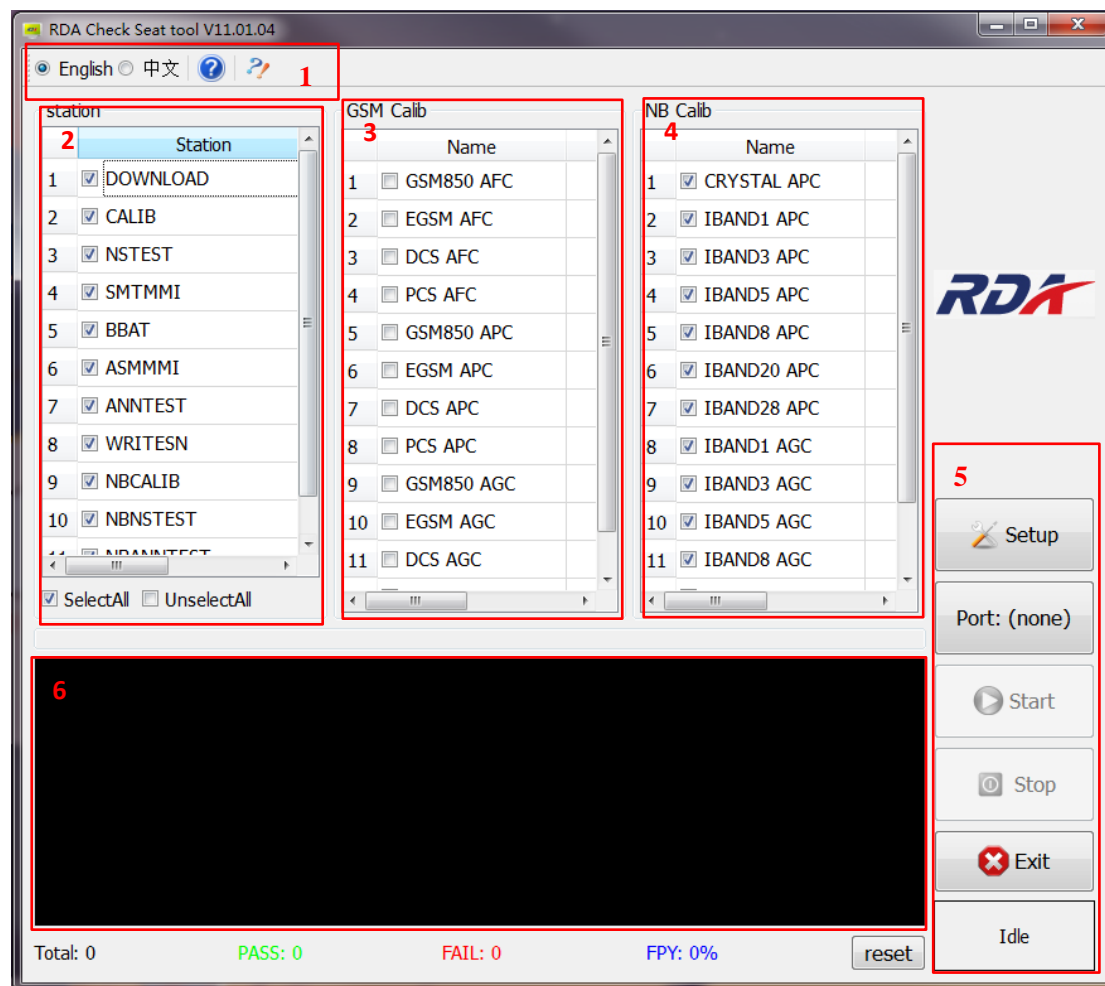 RDA Check Seat tool V11.01.04
English 中文 1
station
2 Station
1 DOWNLOAD
2 CALIB
3 NSTEST
4 SMTMMI
5 BBAT
6 ASMMMI
7 ANNTEST
8 WRITESN
9 NBCALIB
10 NBNSTEST
11 NBANNTEST
SelectAll UnselectAll
GSM Calib
3 Name
1 GSM850 AFC
2 EGSM AFC
3 DCS AFC
4 PCS AFC
5 GSM850 APC
6 EGSM APC
7 DCS APC
8 PCS APC
9 GSM850 AGC
10 EGSM AGC
11 DCS AGC
NB Calib
4 Name
1 CRYSTAL APC
2 IBAND1 APC
3 IBAND3 APC
4 IBAND5 APC
5 IBAND8 APC
6 IBAND20 APC
7 IBAND28 APC
8 IBAND1 AGC
9 IBAND3 AGC
10 IBAND5 AGC
11 IBAND8 AGC
RDA
5
Setup
Port: (none)
Start
Stop
Exit
Idle
6
Total: 0 PASS: 0 FAIL: 0 FPY: 0% reset